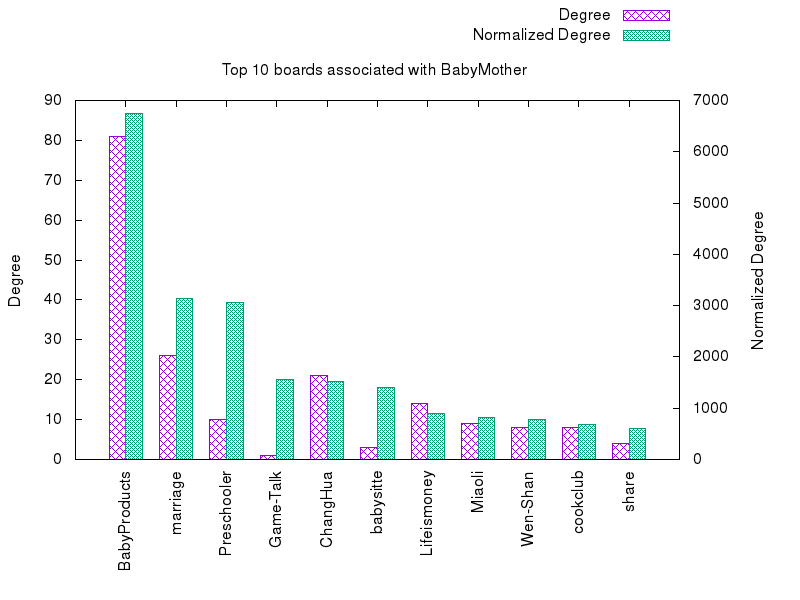 Degree
Normalized Degree
Top 10 boards associated with BabyMother
90
80
70
60
50
40
30
20
10
0
7000
6000
5000
4000
3000
2000
1000
0
Degree
Normalized Degree
BabyProducts
marriage
Preschooler
Game-Talk
ChangHua
babysitte
Lifeismoney
Miaoli
Wen-Shan
cookclub
share